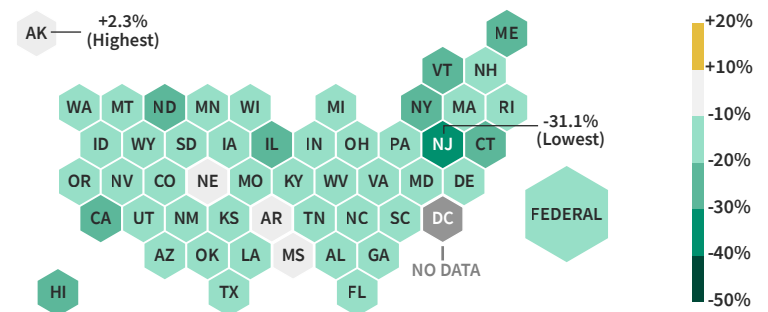 AK
+2.3%
(Highest)
ME
+20%
VT NH
+10%
WA MT ND MN WI MI NY MA RI
-10%
-31.1%
(Lowest)
ID WY SD IA IL IN OH PA NJ CT
-20%
OR NV CO NE MO KY WV VA MD DE
CA UT NM KS AR TN NC SC DC
FEDERAL
-30%
AZ OK LA MS AL GA
-40%
NO DATA
HI TX FL
-50%